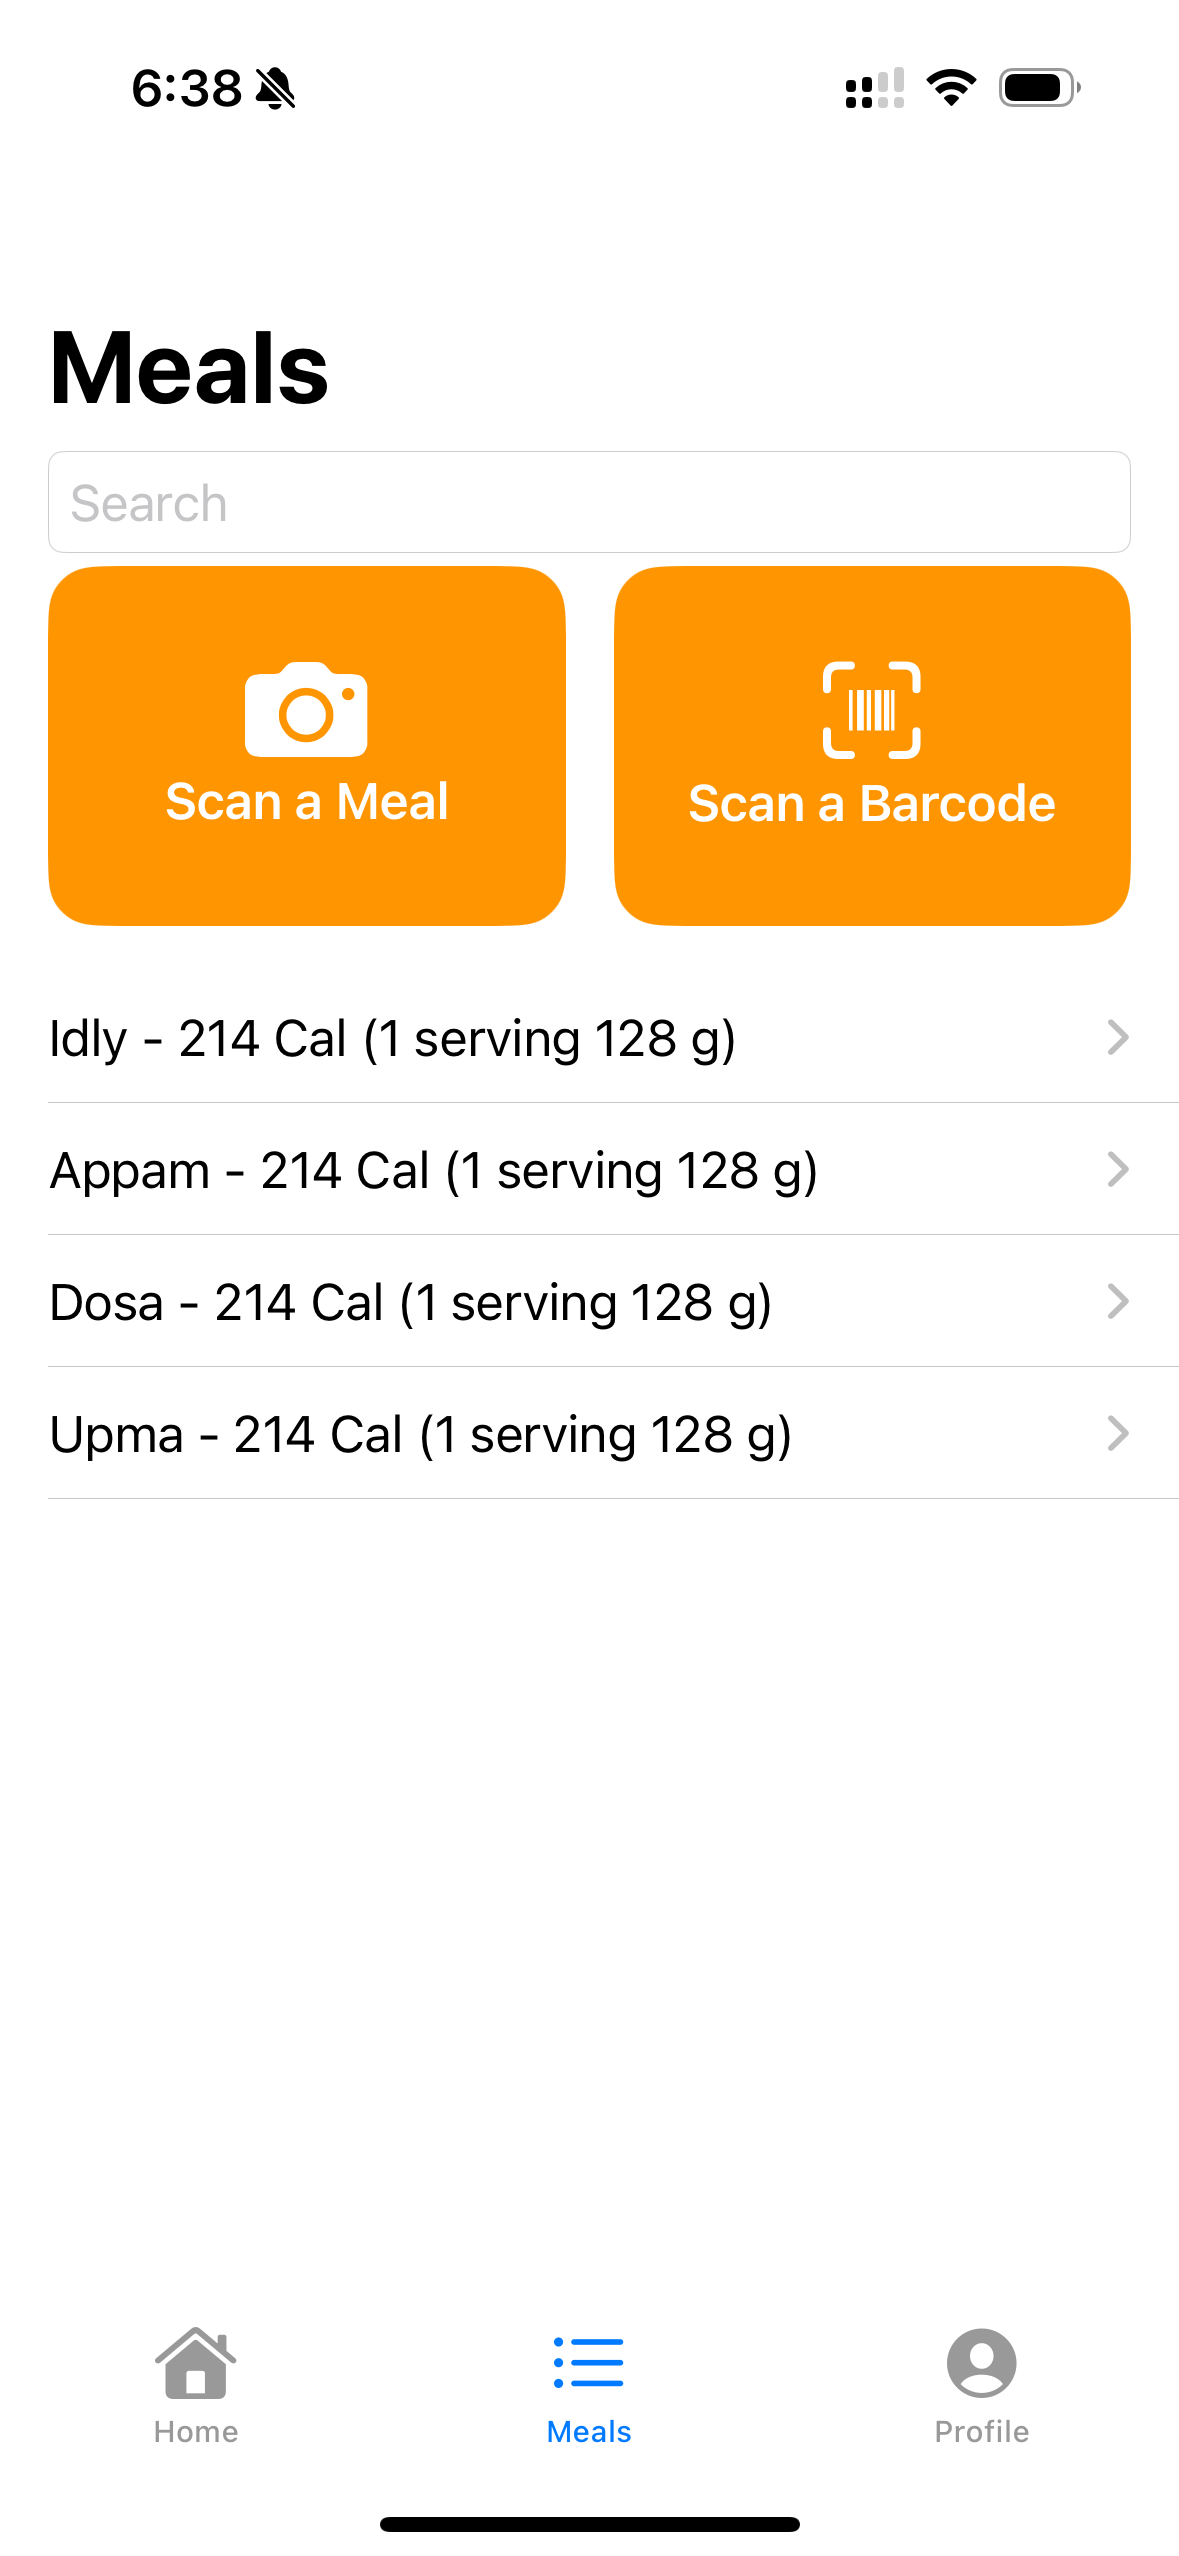 6:38
Meals
Search
Scan a Meal
Scan a Barcode
Idly - 214 Cal (1 serving 128 g)
Appam - 214 Cal (1 serving 128 g)
Dosa - 214 Cal (1 serving 128 g)
Upma - 214 Cal (1 serving 128 g)
Home
Meals
Profile